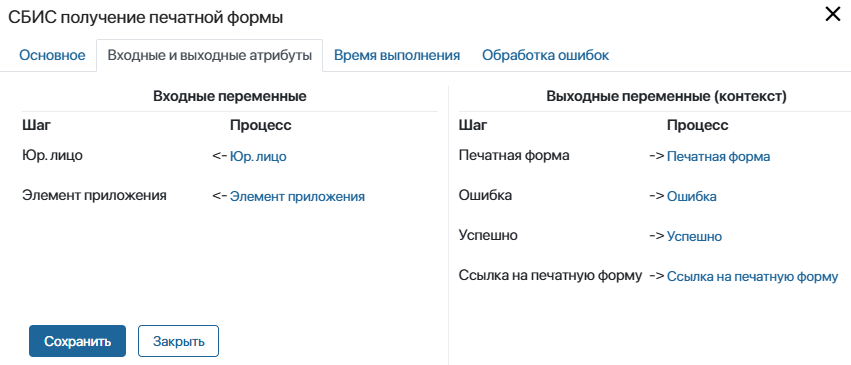 СБИС получение печатной формы
Основное Входные и выходные атрибуты Время выполнения Обработка ошибок
Входные переменные
Шаг Процесс
Юр. лицо <- Юр. лицо
Элемент приложения <- Элемент приложения
Выходные переменные (контекст)
Шаг Процесс
Печатная форма -> Печатная форма
Ошибка -> Ошибка
Успешно -> Успешно
Ссылка на печатную форму -> Ссылка на печатную форму
Сохранить Закрыть